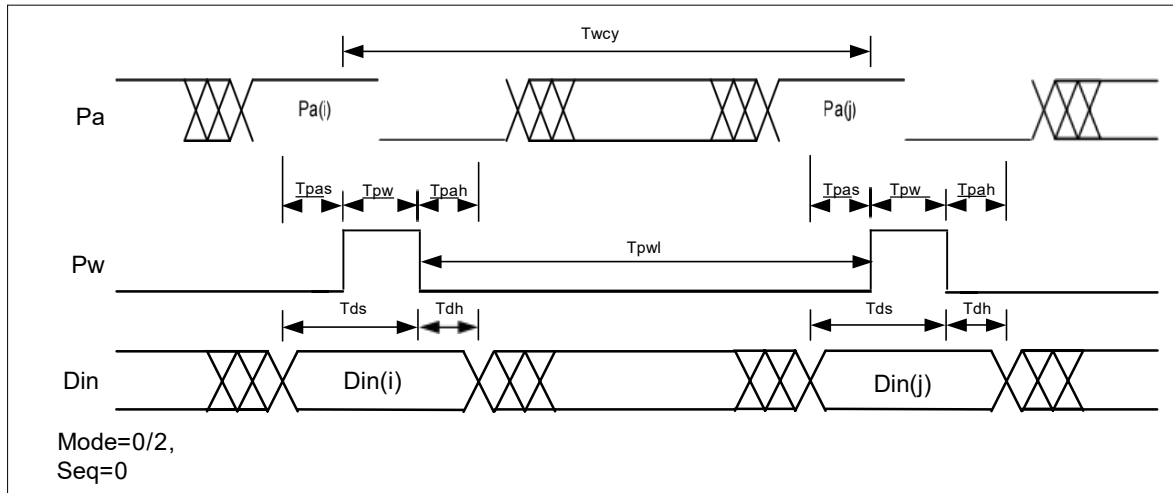 Twcy
Pa
Pa(i)
Pa(j)
Tpas Tpw Tpah
Tpas Tpw Tpah
Pw
Tpwl
Tds Tdh
Tds Tdh
Din
Din(i)
Din(j)
Mode=0/2,
Seq=0